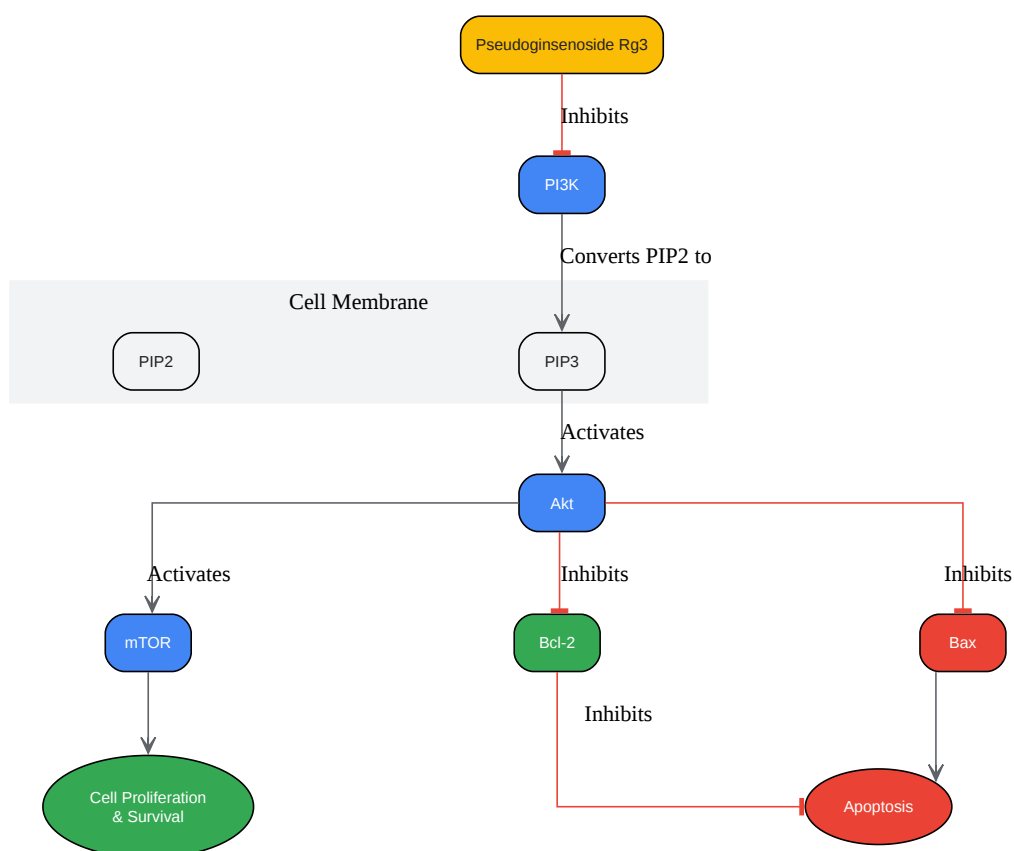 Pseudoginsenoside Rg3
Inhibits
PI3K
Converts PIP2 to
Cell Membrane
PIP2
PIP3
Activates
Akt
Activates
Inhibits
Inhibits
mTOR
Bcl-2
Bax
Inhibits
Cell Proliferation
& Survival
Apoptosis